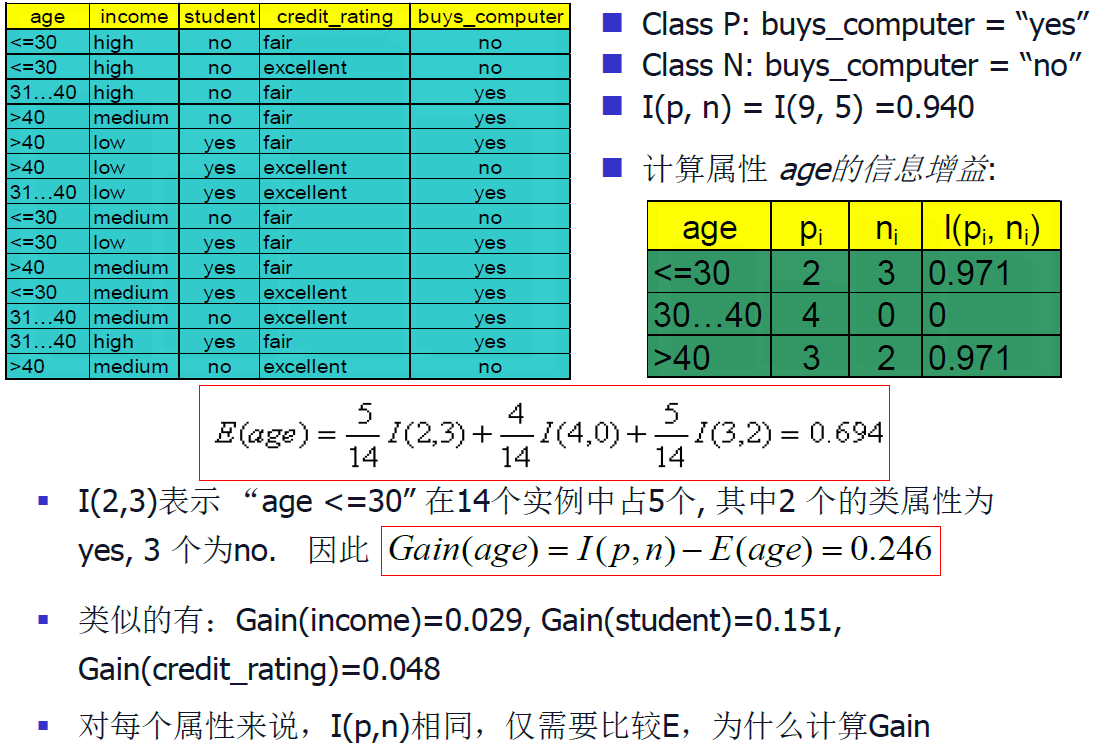 age income student credit_rating buys_computer
<=30 high no fair no
<=30 high no excellent no
31…40 high no fair yes
>40 medium no fair yes
>40 low yes fair yes
>40 low yes excellent no
31…40 low yes excellent yes
<=30 medium no fair no
<=30 low yes fair yes
>40 medium yes fair yes
<=30 medium yes excellent yes
31…40 medium no excellent yes
31…40 high yes fair yes
>40 medium no excellent no
Class P: buys_computer = “yes”
Class N: buys_computer = “no”
I(p, n) = I(9, 5) =0.940
计算属性 age的信息增益:
age pᵢ nᵢ I(pᵢ, nᵢ)
<=30 2 3 0.971
30…40 4 0 0
>40 3 2 0.971
E(age) = 5/14 I(2,3) + 4/14 I(4,0) + 5/14 I(3,2) = 0.694
I(2,3)表示 “age <=30” 在14个实例中占5个, 其中2 个的类属性为
yes, 3 个为no. 因此 Gain(age) = I(p,n) − E(age) = 0.246
类似的有：Gain(income)=0.029, Gain(student)=0.151,
Gain(credit_rating)=0.048
对每个属性来说，I(p,n)相同，仅需要比较E，为什么计算Gain